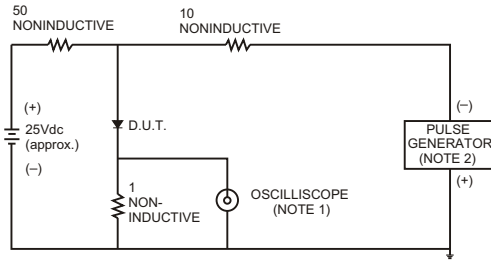 50
NONINDUCTIVE
10
NONINDUCTIVE
(+)
25Vdc
(approx.)
(–)
D.U.T.
1
NON-
INDUCTIVE
OSCILLISCOPE
(NOTE 1)
(–)
PULSE
GENERATOR
(NOTE 2)
(+)